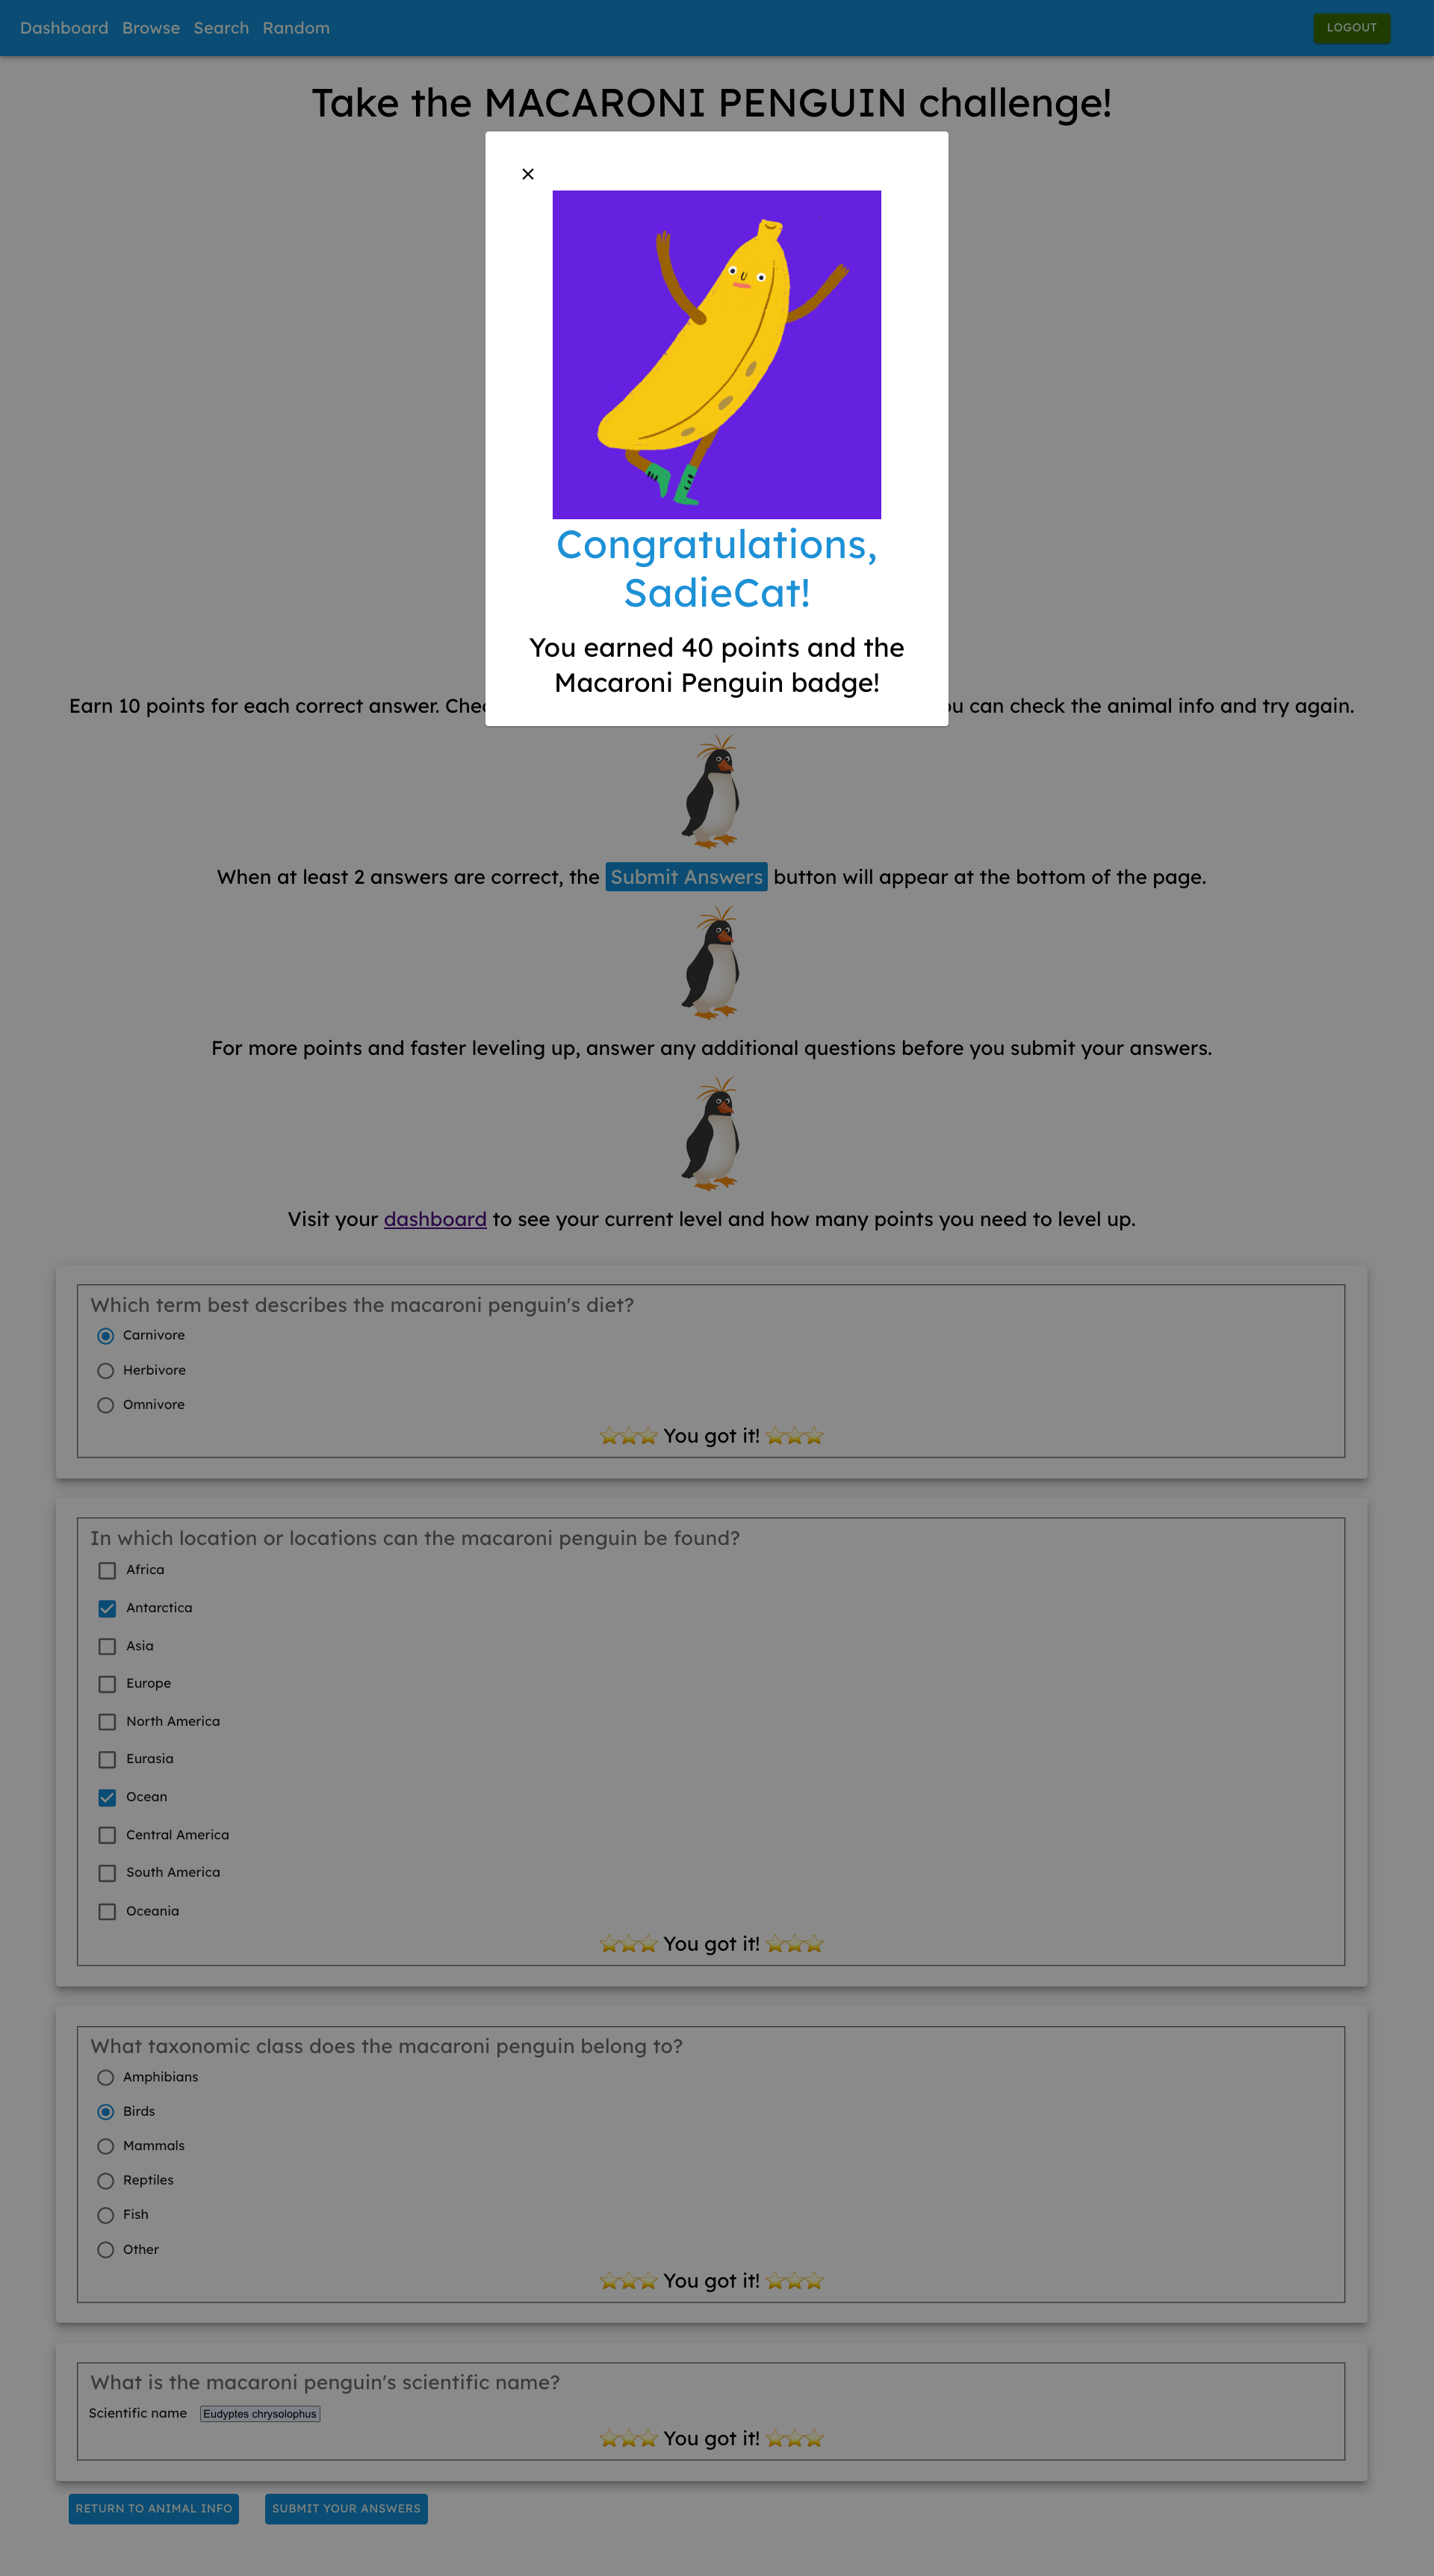 Dashboard Browse Search Random LOGOUT
Take the MACARONI PENGUIN challenge!
Congratulations,
SadieCat!
You earned 40 points and the
Macaroni Penguin badge!
Earn 10 points for each correct answer. can check the animal info and try again.
When at least 2 answers are correct, the Submit Answers button will appear at the bottom of the page.
For more points and faster leveling up, answer any additional questions before you submit your answers.
Visit your dashboard to see your current level and how many points you need to level up.
Which term best describes the macaroni penguin's diet?
Carnivore
Herbivore
Omnivore
You got it!
In which location or locations can the macaroni penguin be found?
Africa
Antarctica
Asia
Europe
North America
Eurasia
Ocean
Central America
South America
Oceania
You got it!
What taxonomic class does the macaroni penguin belong to?
Amphibians
Birds
Mammals
Reptiles
Fish
Other
You got it!
What is the macaroni penguin's scientific name?
Scientific name Eudyptes chrysolophus
You got it!
RETURN TO ANIMAL INFO SUBMIT YOUR ANSWERS